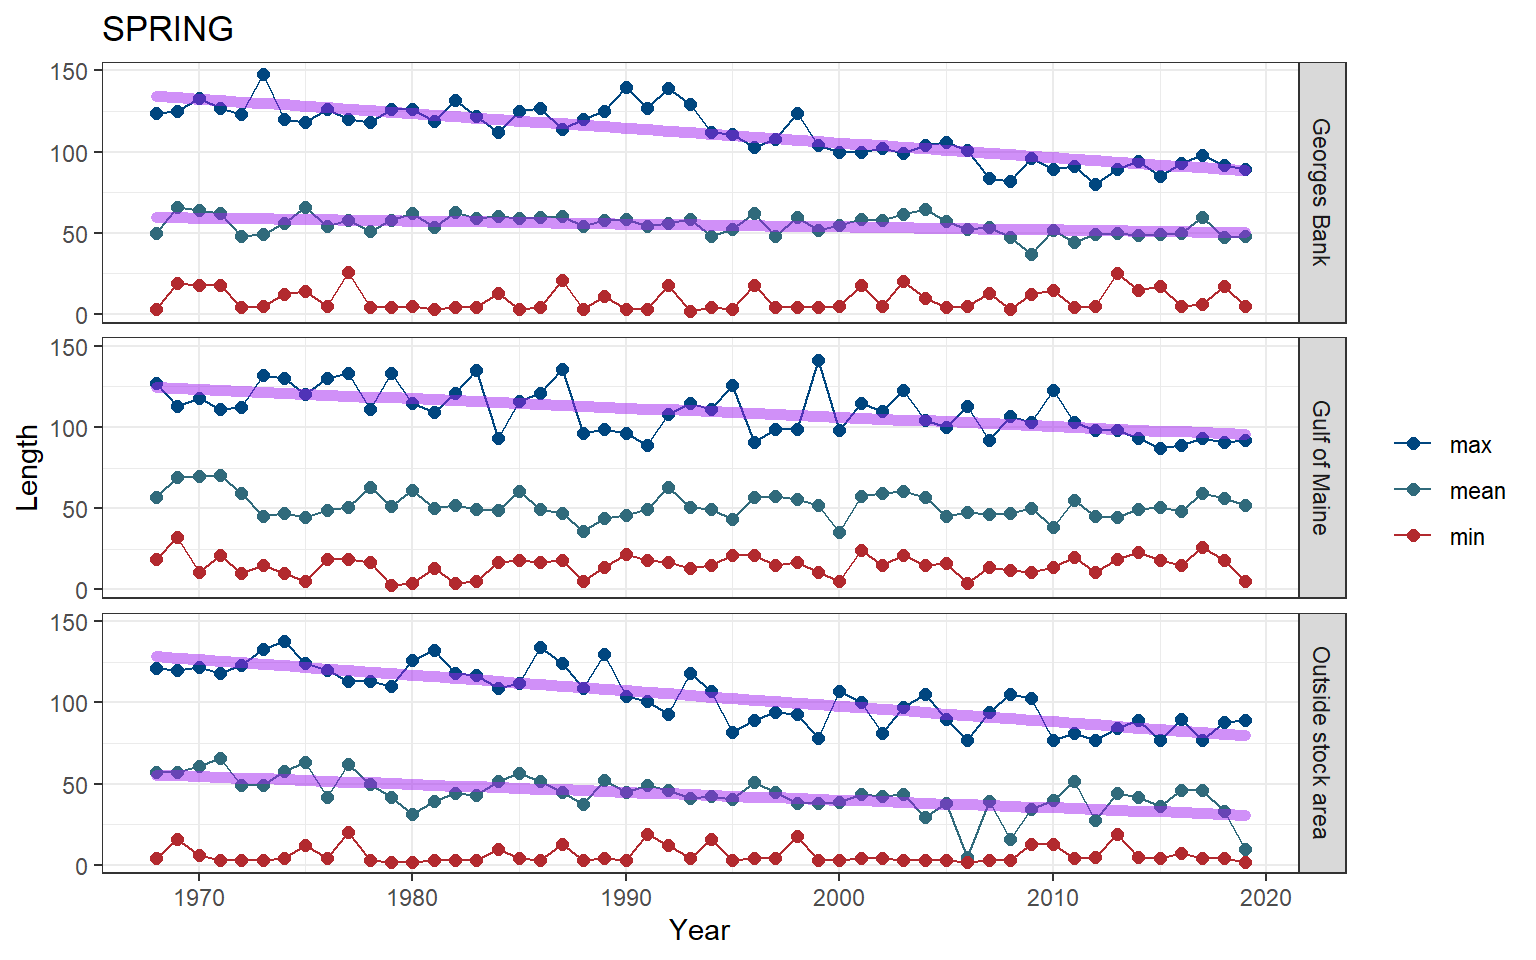 SPRING
Length
150
100
50
0
Georges Bank
150
100
50
0
Gulf of Maine
150
100
50
0
Outside stock area
1970 1980 1990 2000 2010 2020
Year
max
mean
min